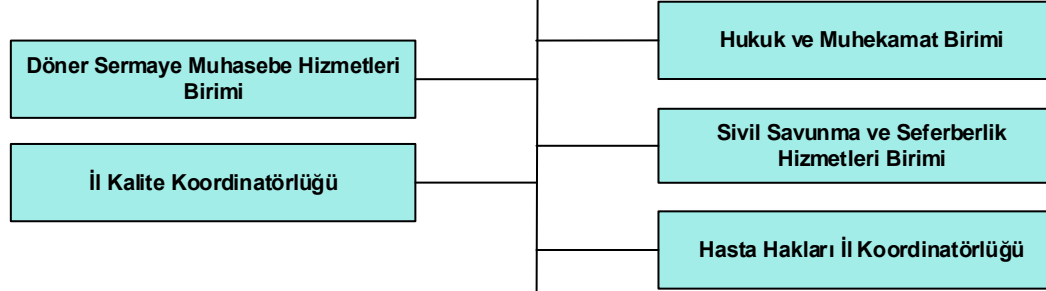 Döner Sermaye Muhasebe Hizmetleri
Birimi
İl Kalite Koordinatörlüğü
Hukuk ve Muhekamat Birimi
Sivil Savunma ve Seferberlik
Hizmetleri Birimi
Hasta Hakları İl Koordinatörlüğü